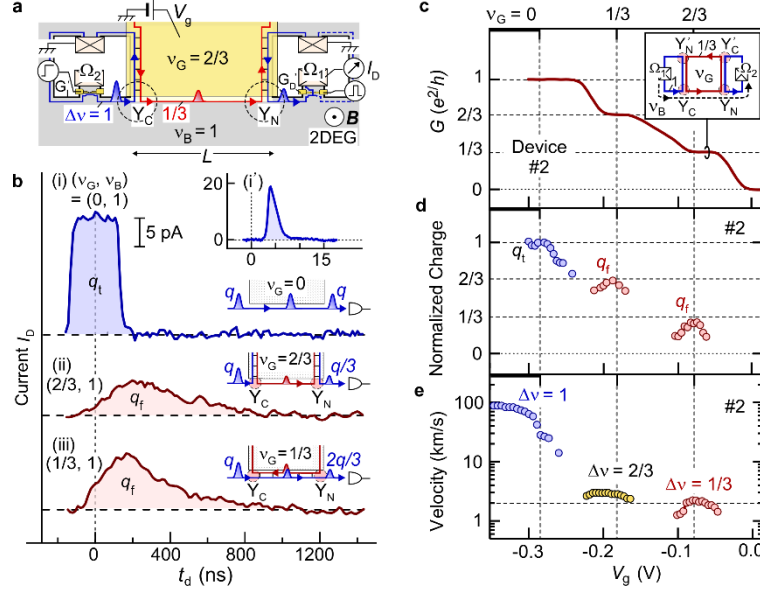 a
V_g
ν_G = 2/3
Ω_2
Ω_1
I_D
G
G_D
Δν = 1
Y_C
1/3
Y_N
ν_B = 1
B
2DEG
L
b
(i) (ν_G, ν_B)
= (0, 1)
5 pA
q_t
(i')
20
0
0
15
q
ν_G = 0
q
(ii)
(2/3, 1)
q_f
q
ν_G = 2/3
q/3
Y_C
Y_N
(iii)
(1/3, 1)
q_f
q
ν_G = 1/3
2q/3
Y_C
Y_N
Current I_D
0
400
800
1200
t_d (ns)
c
ν_G = 0
1/3
2/3
G (e²/h)
1
2/3
1/3
0
Device
#2
Y'_N
1/3
Y'_C
Ω_1
ν_G
Ω_2
ν_B
Y_C
Y_N
d
#2
Normalized Charge
1
2/3
1/3
0
q_t
q_f
q_f
e
#2
Velocity (km/s)
100
10
1
Δν = 1
Δν = 2/3
Δν = 1/3
-0.3
-0.2
-0.1
0.0
V_g (V)